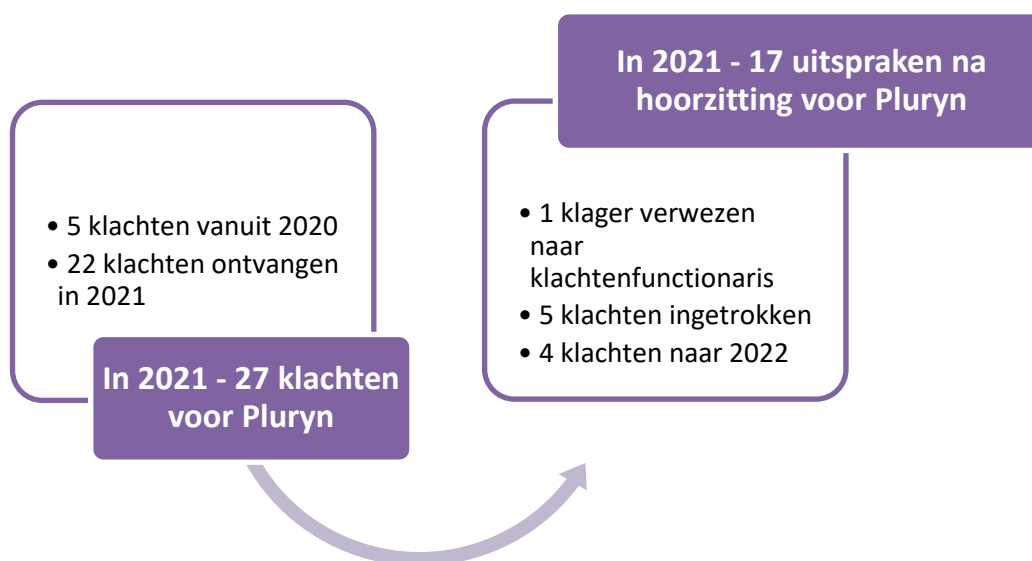 • 5 klachten vanuit 2020
• 22 klachten ontvangen
in 2021
In 2021 - 27 klachten
voor Pluryn
In 2021 - 17 uitspraken na
hoorzitting voor Pluryn
• 1 klager verwezen
naar
klachtenfunctionaris
• 5 klachten ingetrokken
• 4 klachten naar 2022